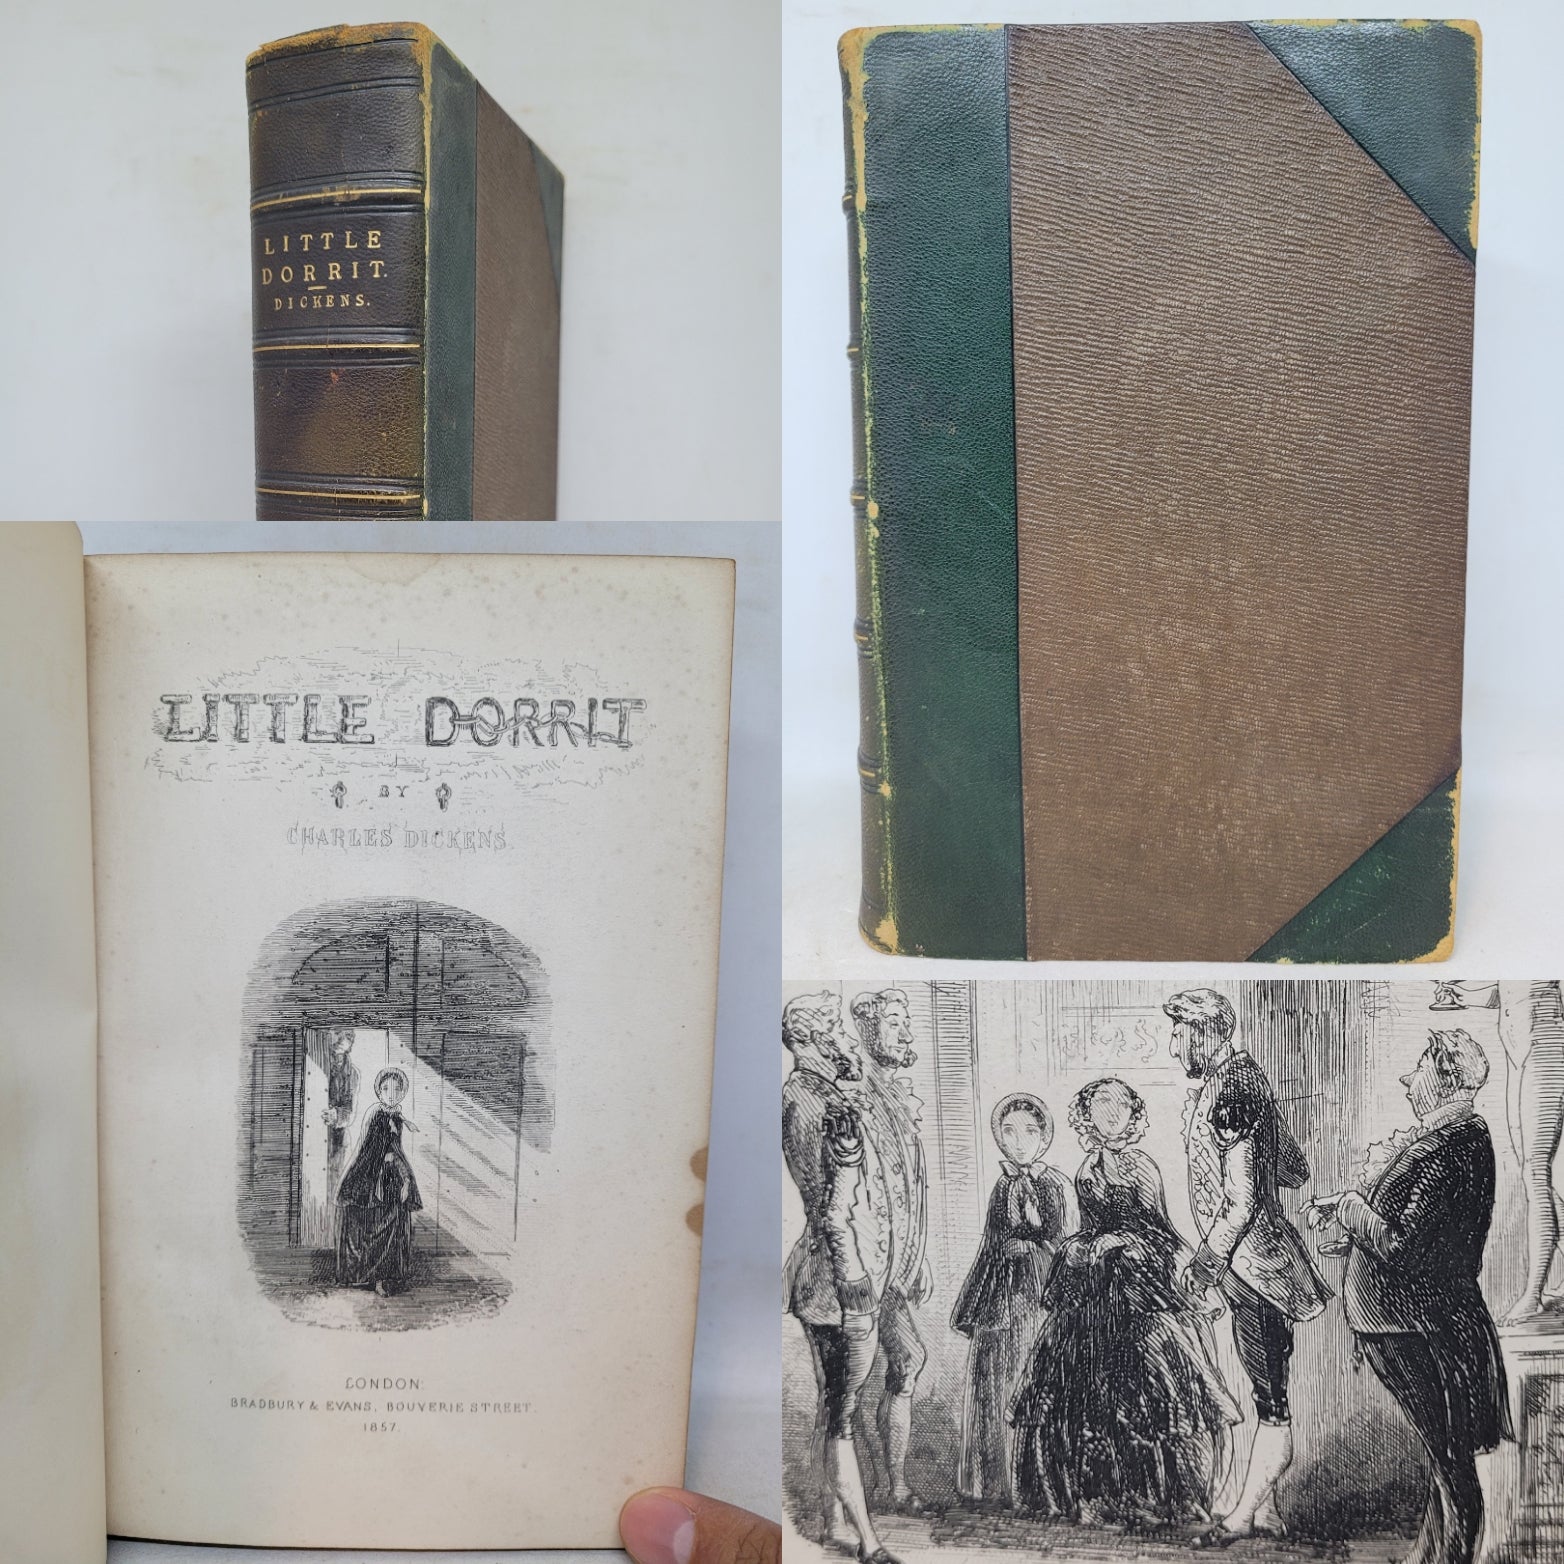 LITTLE
DORRIT.
DICKENS.
LITTLE DORRIT
BY
CHARLES DICKENS.
LONDON:
BRADBURY & EVANS, BOUVERIE STREET.
1857.